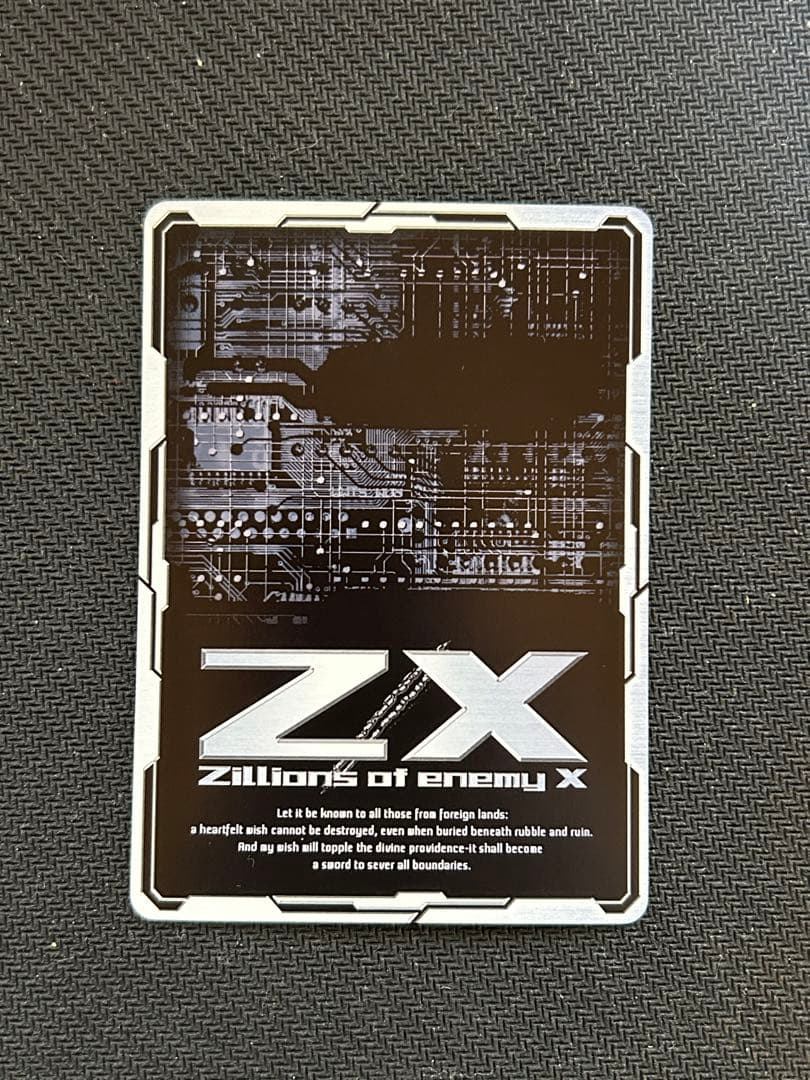 Z/X
Zillions of enemy X
Let it be known to all those from foreign lands:
a heartfelt wish cannot be destroyed, even when buried beneath rubble and ruin.
And my wish will topple the divine providence-it shall become
a sword to sever all boundaries.